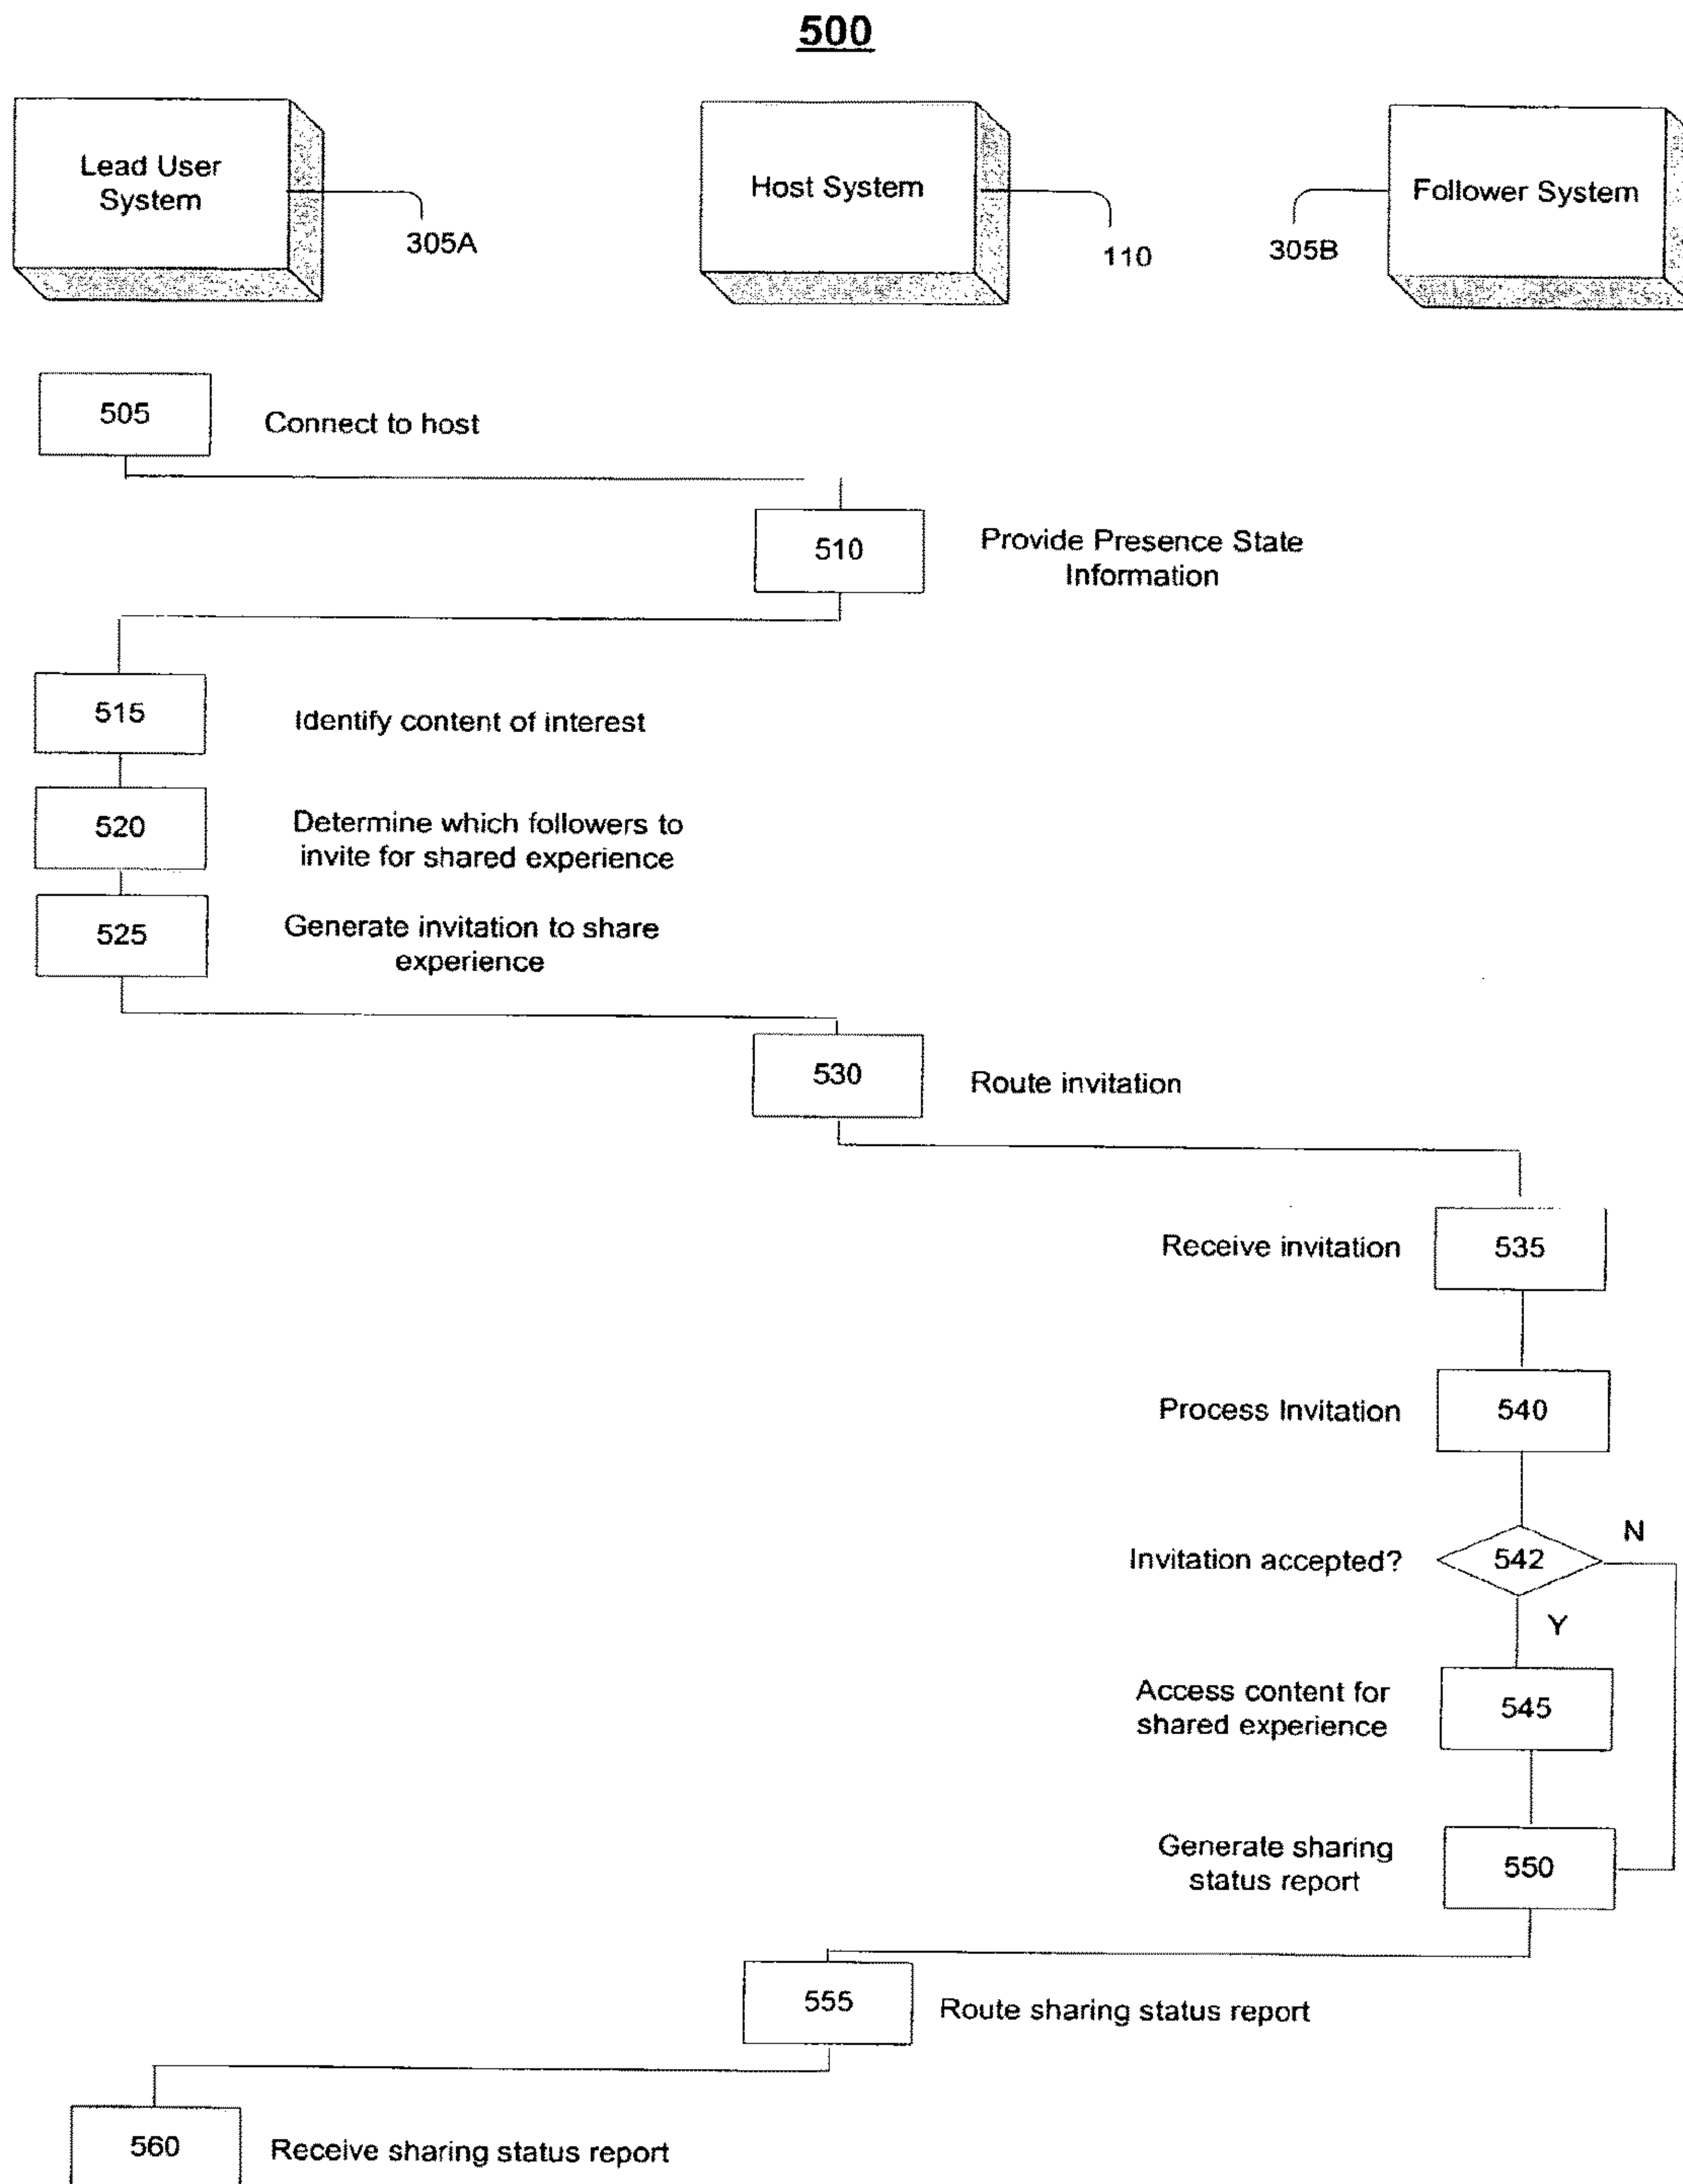 500
Lead User
System
305A
Host System
110
305B
Follower System
505
Connect to host
510
Provide Presence State
Information
515
Identify content of interest
520
Determine which followers to
invite for shared experience
525
Generate invitation to share
experience
530
Route invitation
Receive invitation
535
Process Invitation
540
Invitation accepted?
542
N
Y
Access content for
shared experience
545
Generate sharing
status report
550
555
Route sharing status report
560
Receive sharing status report